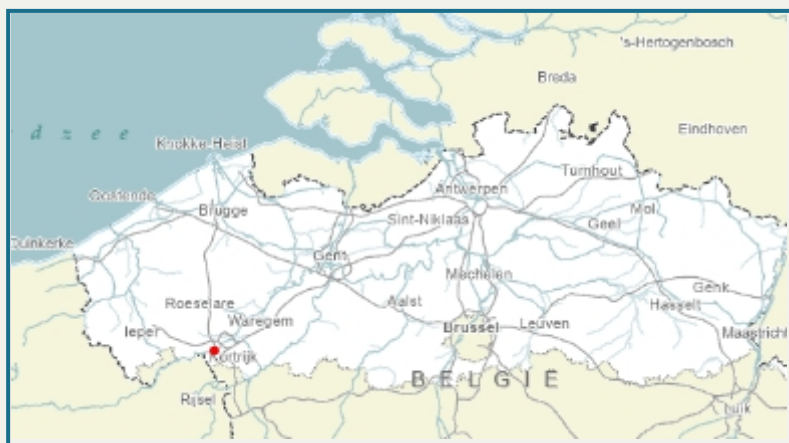 's-Hertogenbosch
Breda
Eindhoven
d z e e
Knokke-Heist
Turnhout
Antwerpen
Oostende
Brugge
Mol
Sint-Niklaas
Geel
Duinkerke
Gent
Mechelen
Genk
Roeselare
Aalst
Hasselt
Waregem
Ieper
Brussel
Leuven
Maastricht
Kortrijk
BELGIË
Rijsel
Luik